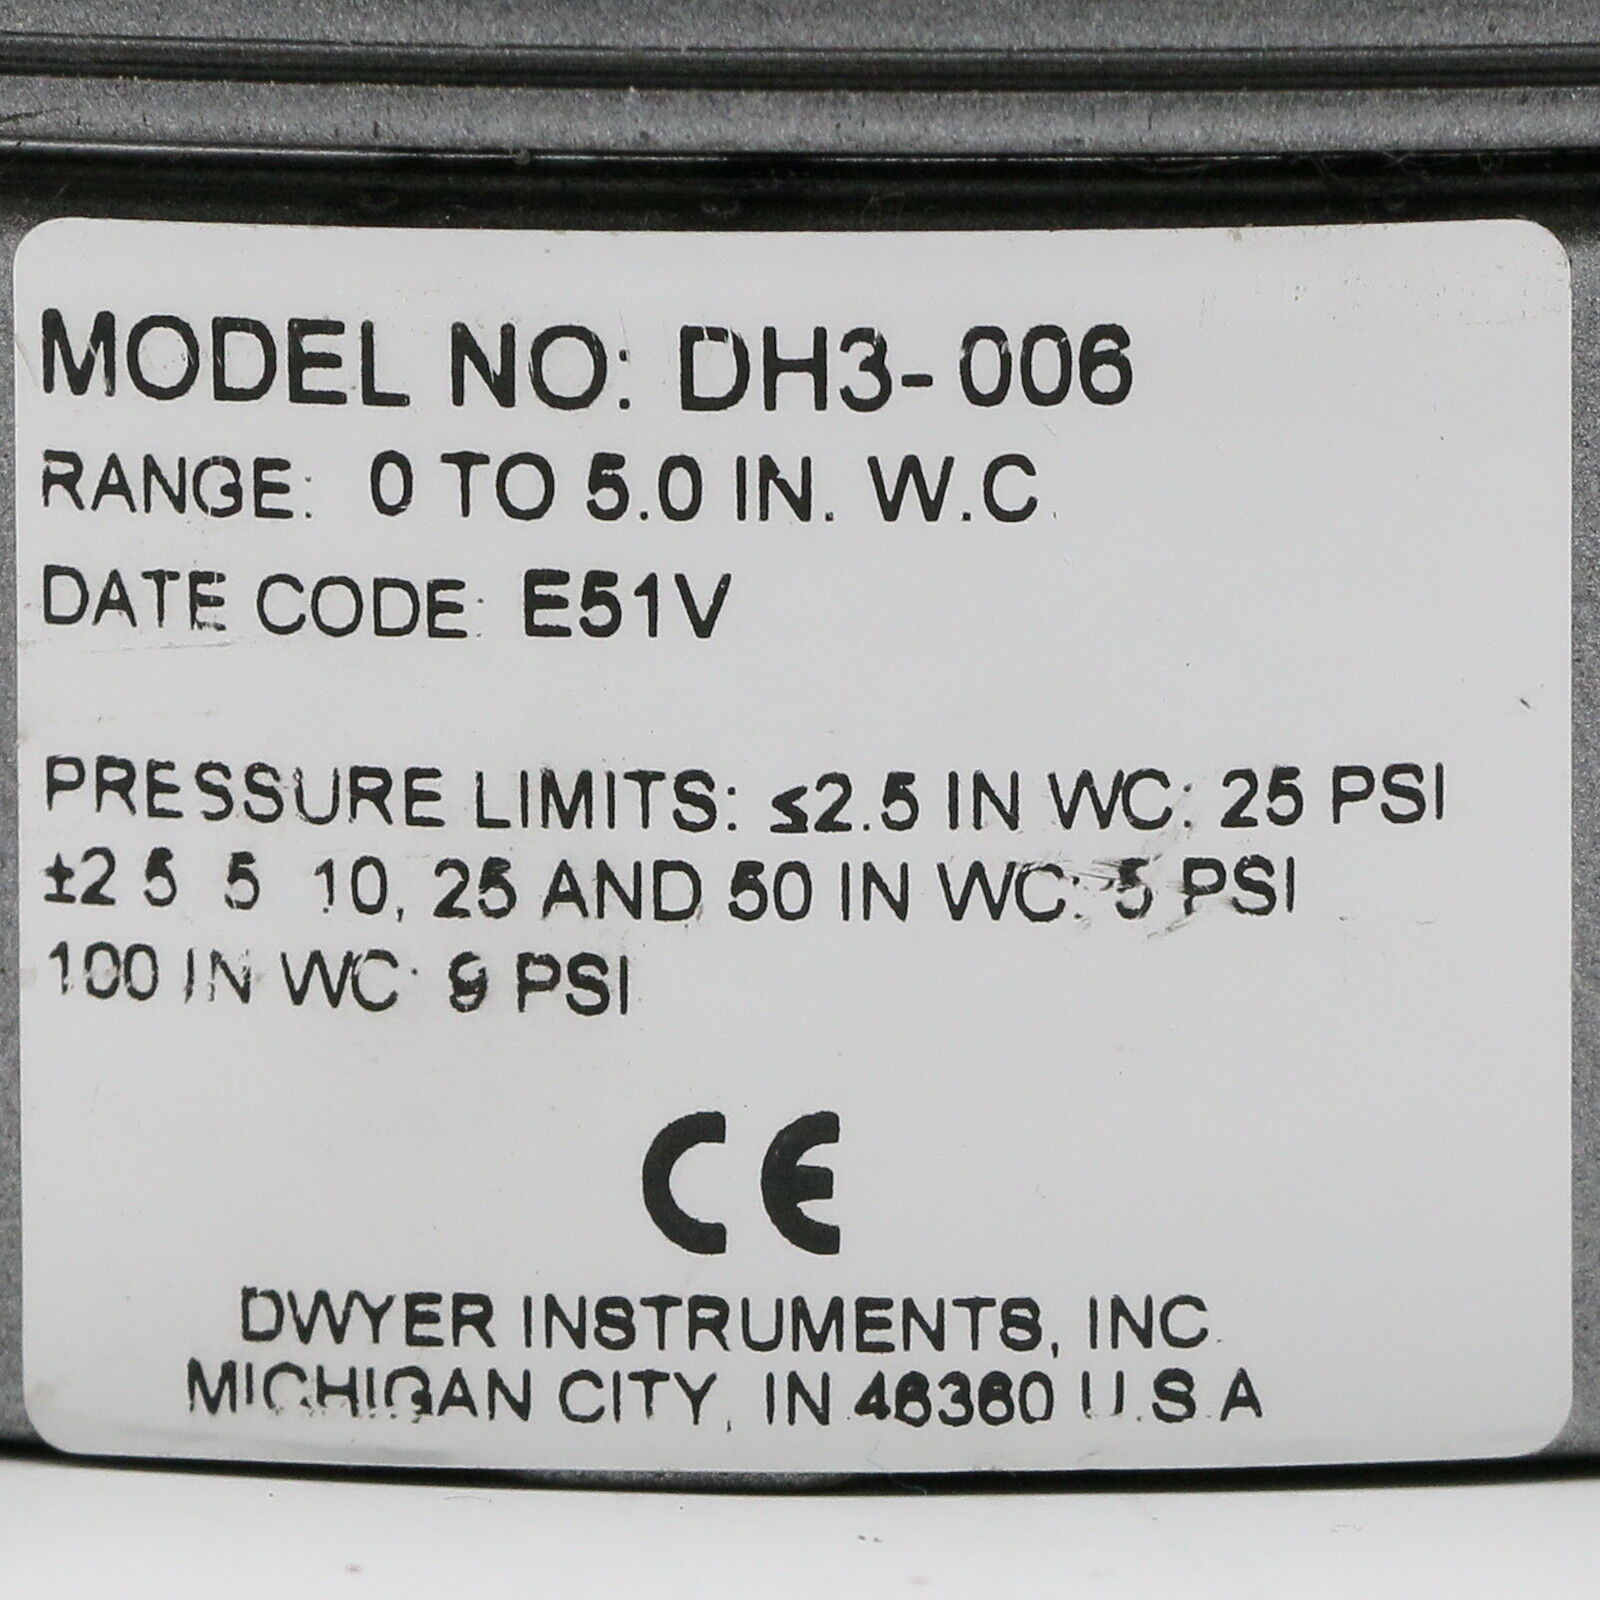 MODEL NO: DH3-006
RANGE: 0 TO 5.0 IN. W.C.
DATE CODE: E51V
PRESSURE LIMITS: ≤2.5 IN WC: 25 PSI
±2 5 5 10, 25 AND 50 IN WC: 5 PSI
100 IN WC: 9 PSI
CE
DWYER INSTRUMENTS, INC.
MICHIGAN CITY, IN 46360 U.S.A